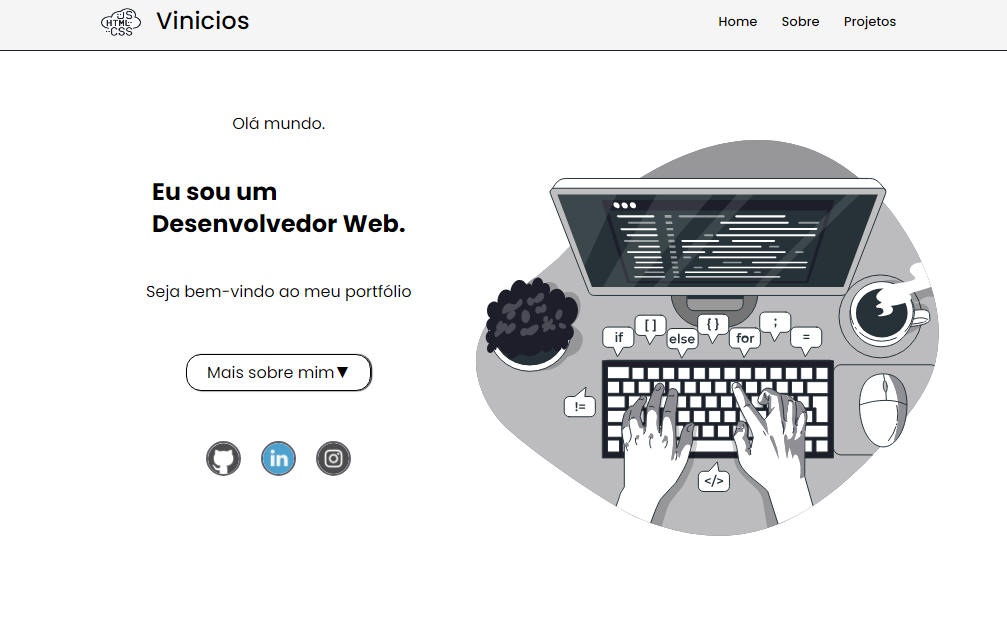 JS
HTML
CSS
Vinicios
Home Sobre Projetos
Olá mundo.
Eu sou um
Desenvolvedor Web.
Seja bem-vindo ao meu portfólio
Mais sobre mim▼
in
if [ ] else { } for ; =
!=
</>